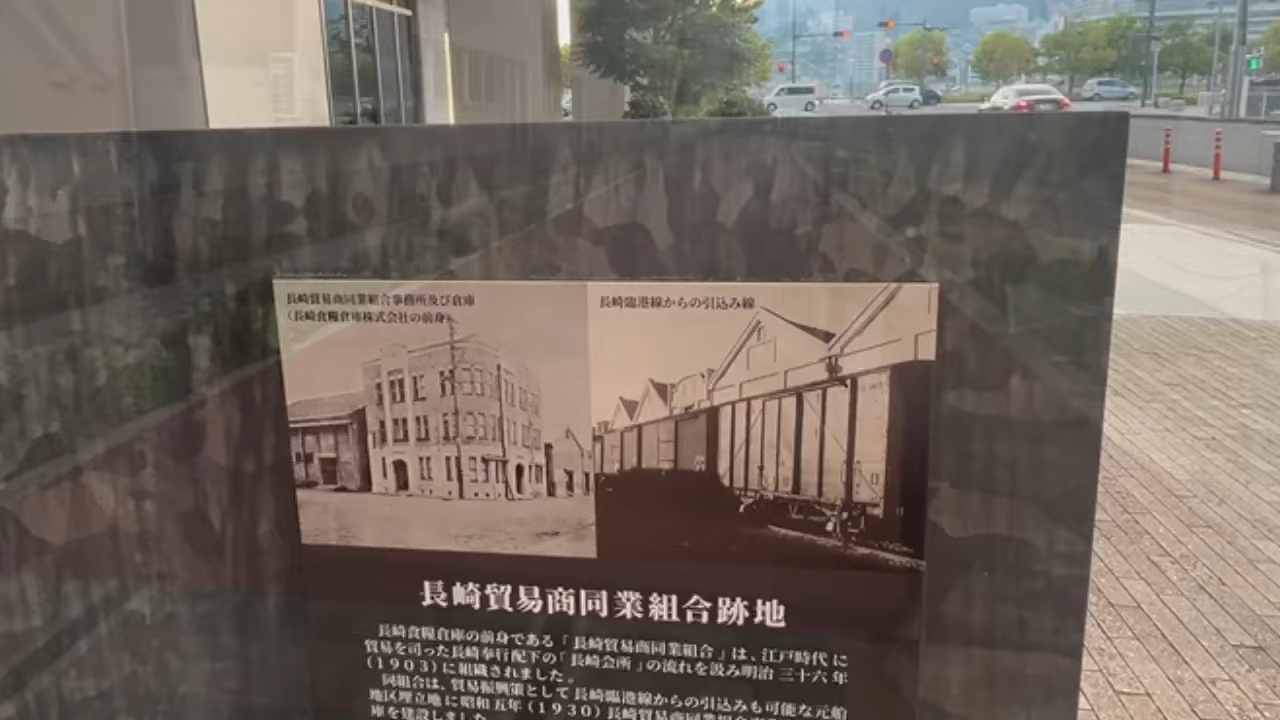 長崎貿易商同業組合事務所及び倉庫
(長崎食糧倉庫株式会社の前身)
長崎臨港線からの引込み線
長崎貿易商同業組合跡地
長崎食糧倉庫の前身である「長崎貿易商同業組合」は、江戸時代に
貿易を司った長崎奉行配下の「長崎会所」の流れを汲み明治三十六年
(1903)に組織されました。
同組合は、貿易振興策として長崎臨港線からの引込みも可能な元船
地区埋立地に昭和五年(1930)長崎貿易商同業組合
庫を建設しました